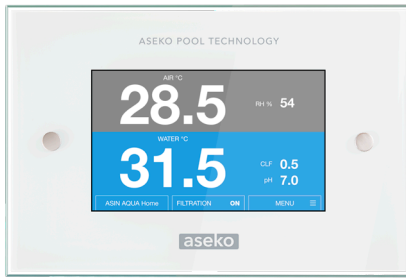 ASEKO POOL TECHNOLOGY
AIR °C
28.5
RH % 54
WATER °C
31.5
CLF 0.5
pH 7.0
ASIN AQUA Home FILTRATION ON MENU
aseko